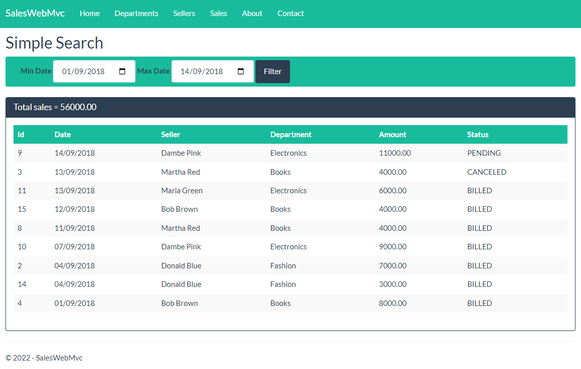 SalesWebMvc Home Departments Sellers Sales About Contact
Simple Search
Min Date 01/09/2018 Max Date 14/09/2018 Filter
Total sales = 56000.00
Id Date Seller Department Amount Status
9 14/09/2018 Dambe Pink Electronics 11000.00 PENDING
3 13/09/2018 Martha Red Books 4000.00 CANCELED
11 13/09/2018 Maria Green Electronics 6000.00 BILLED
15 12/09/2018 Bob Brown Books 4000.00 BILLED
8 11/09/2018 Martha Red Books 4000.00 BILLED
10 07/09/2018 Dambe Pink Electronics 9000.00 BILLED
2 04/09/2018 Donald Blue Fashion 7000.00 BILLED
14 04/09/2018 Donald Blue Fashion 3000.00 BILLED
4 01/09/2018 Bob Brown Books 8000.00 BILLED
© 2022 - SalesWebMvc